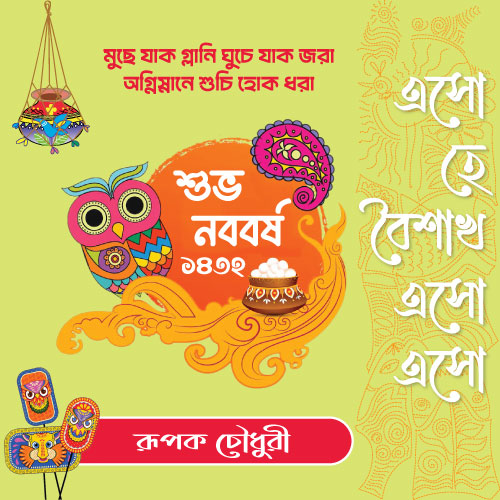 মুছে যাক গ্লানি ঘুচে যাক জরা
অগ্নিস্নানে শুচি হোক ধরা
শুভ
নববর্ষ
১৪৩২
এসো
হে
বৈশাখ
এসো
এসো
রূপক চৌধুরী